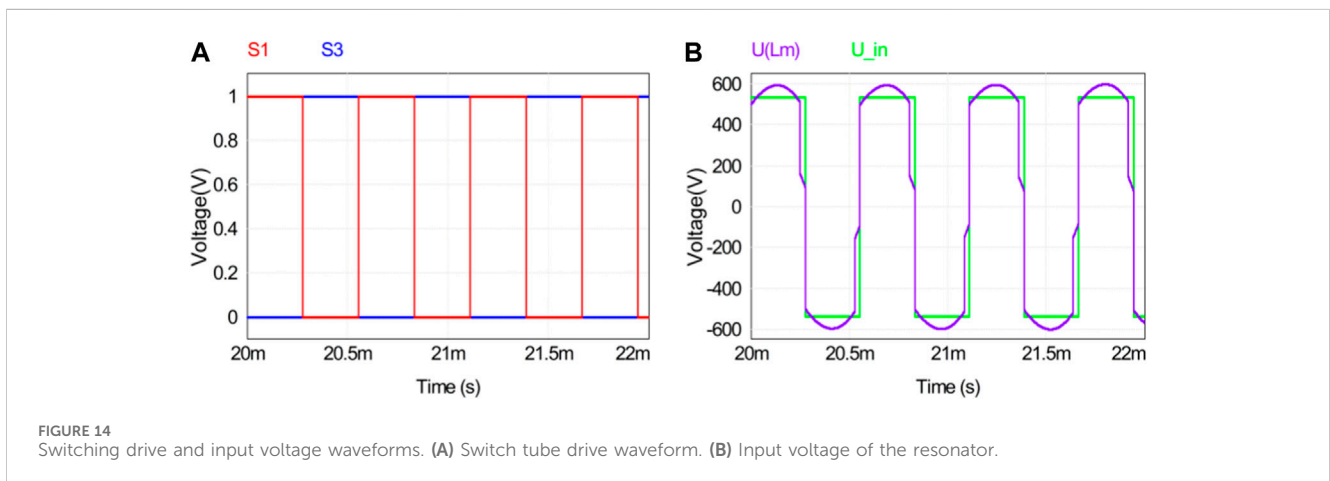 A S1 S3
Voltage(V)
1
0.8
0.6
0.4
0.2
0
20m 20.5m 21m 21.5m 22m
Time (s)
B U(Lm) U_in
Voltage(V)
600
400
200
0
-200
-400
-600
20m 20.5m 21m 21.5m 22m
Time (s)
FIGURE 14
Switching drive and input voltage waveforms. (A) Switch tube drive waveform. (B) Input voltage of the resonator.